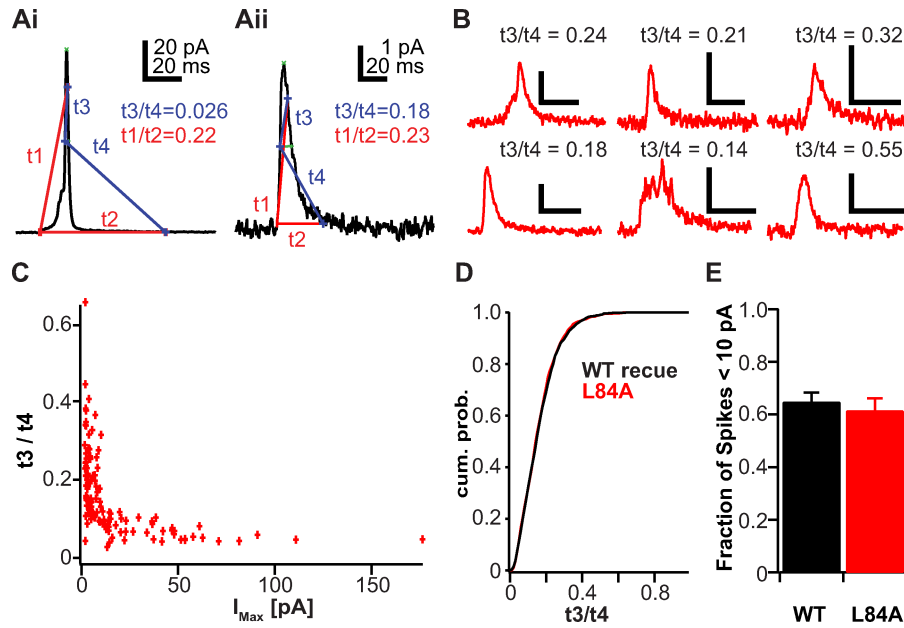 Ai
20 pA
20 ms
t3/t4=0.026
t1/t2=0.22
t3
t4
t1
t2
Aii
1 pA
20 ms
t3/t4=0.18
t1/t2=0.23
t3
t4
t1
t2
B
t3/t4 = 0.24
t3/t4 = 0.21
t3/t4 = 0.32
t3/t4 = 0.18
t3/t4 = 0.14
t3/t4 = 0.55
C
t3 / t4
0.6
0.4
0.2
0
0
50
100
150
IMax [pA]
D
cum. prob.
1.0
0.8
0.6
0.4
0.2
0.0
WT recue
L84A
0
0.4
0.8
t3/t4
E
Fraction of Spikes < 10 pA
1.0
0.8
0.6
0.4
0.2
0.0
WT
L84A